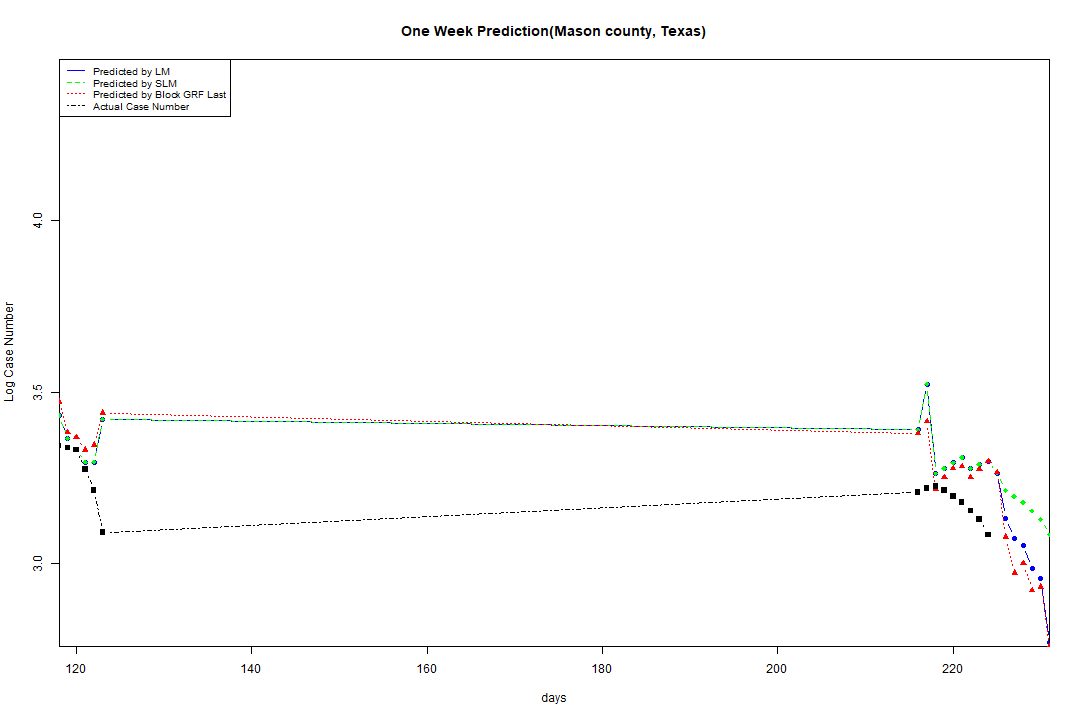 One Week Prediction(Mason county, Texas)
Predicted by LM
Predicted by SLM
Predicted by Block GRF Last
Actual Case Number
Log Case Number
4.0
3.5
3.0
120 140 160 180 200 220
days